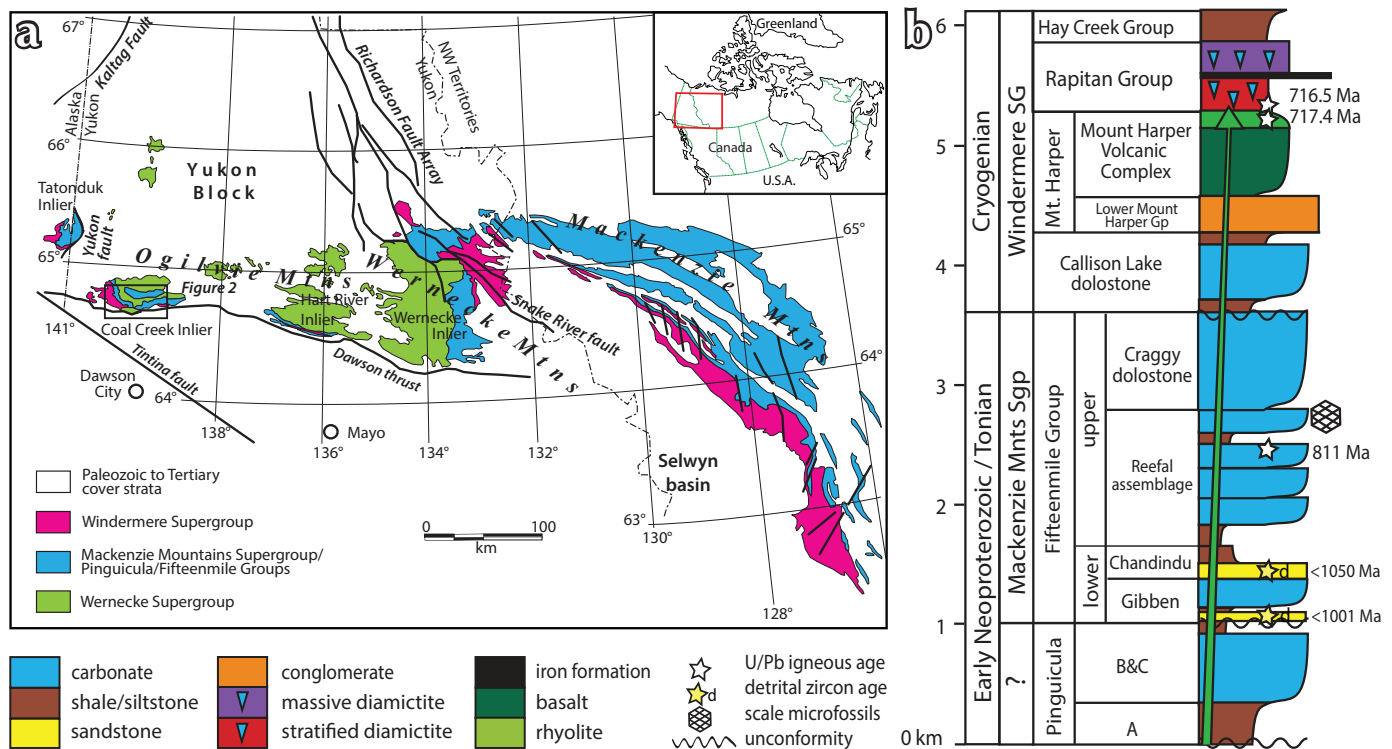 a
67°
Kaltag Fault
Alaska
Yukon
66°
Yukon
Block
Richardson Fault Array
NW Territories
Yukon
Greenland
Canada
U.S.A.
Tatonduk
Inlier
Yukon
fault
65°
Ogilvie Mtns
Wernecke Mtns
Mackenzie Mtns
65°
Figure 2
Hart River
Inlier
Wernecke
Inlier
Snake River fault
141°
Coal Creek Inlier
Tintina fault
Dawson thrust
64°
Dawson
City
64°
138°
Mayo
136°
134°
132°
Selwyn
basin
63°
130°
128°
Paleozoic to Tertiary
cover strata
Windermere Supergroup
Mackenzie Mountains Supergroup/
Pinguicula/Fifteenmile Groups
Wernecke Supergroup
0 100
km
carbonate
shale/siltstone
sandstone
conglomerate
massive diamictite
stratified diamictite
iron formation
basalt
rhyolite
U/Pb igneous age
d
detrital zircon age
scale microfossils
unconformity
b
6
5
4
3
2
1
0 km
Cryogenian
Early Neoproterozoic / Tonian
Windermere SG
Mackenzie Mnts Sgp
?
Hay Creek Group
Rapitan Group
716.5 Ma
717.4 Ma
Mt. Harper
Mount Harper
Volcanic
Complex
Lower Mount
Harper Gp
Callison Lake
dolostone
Fifteenmile Group
upper
Craggy
dolostone
Reefal
assemblage
811 Ma
lower
Chandindu
d
<1050 Ma
Gibben
d
<1001 Ma
Pinguicula
B&C
A